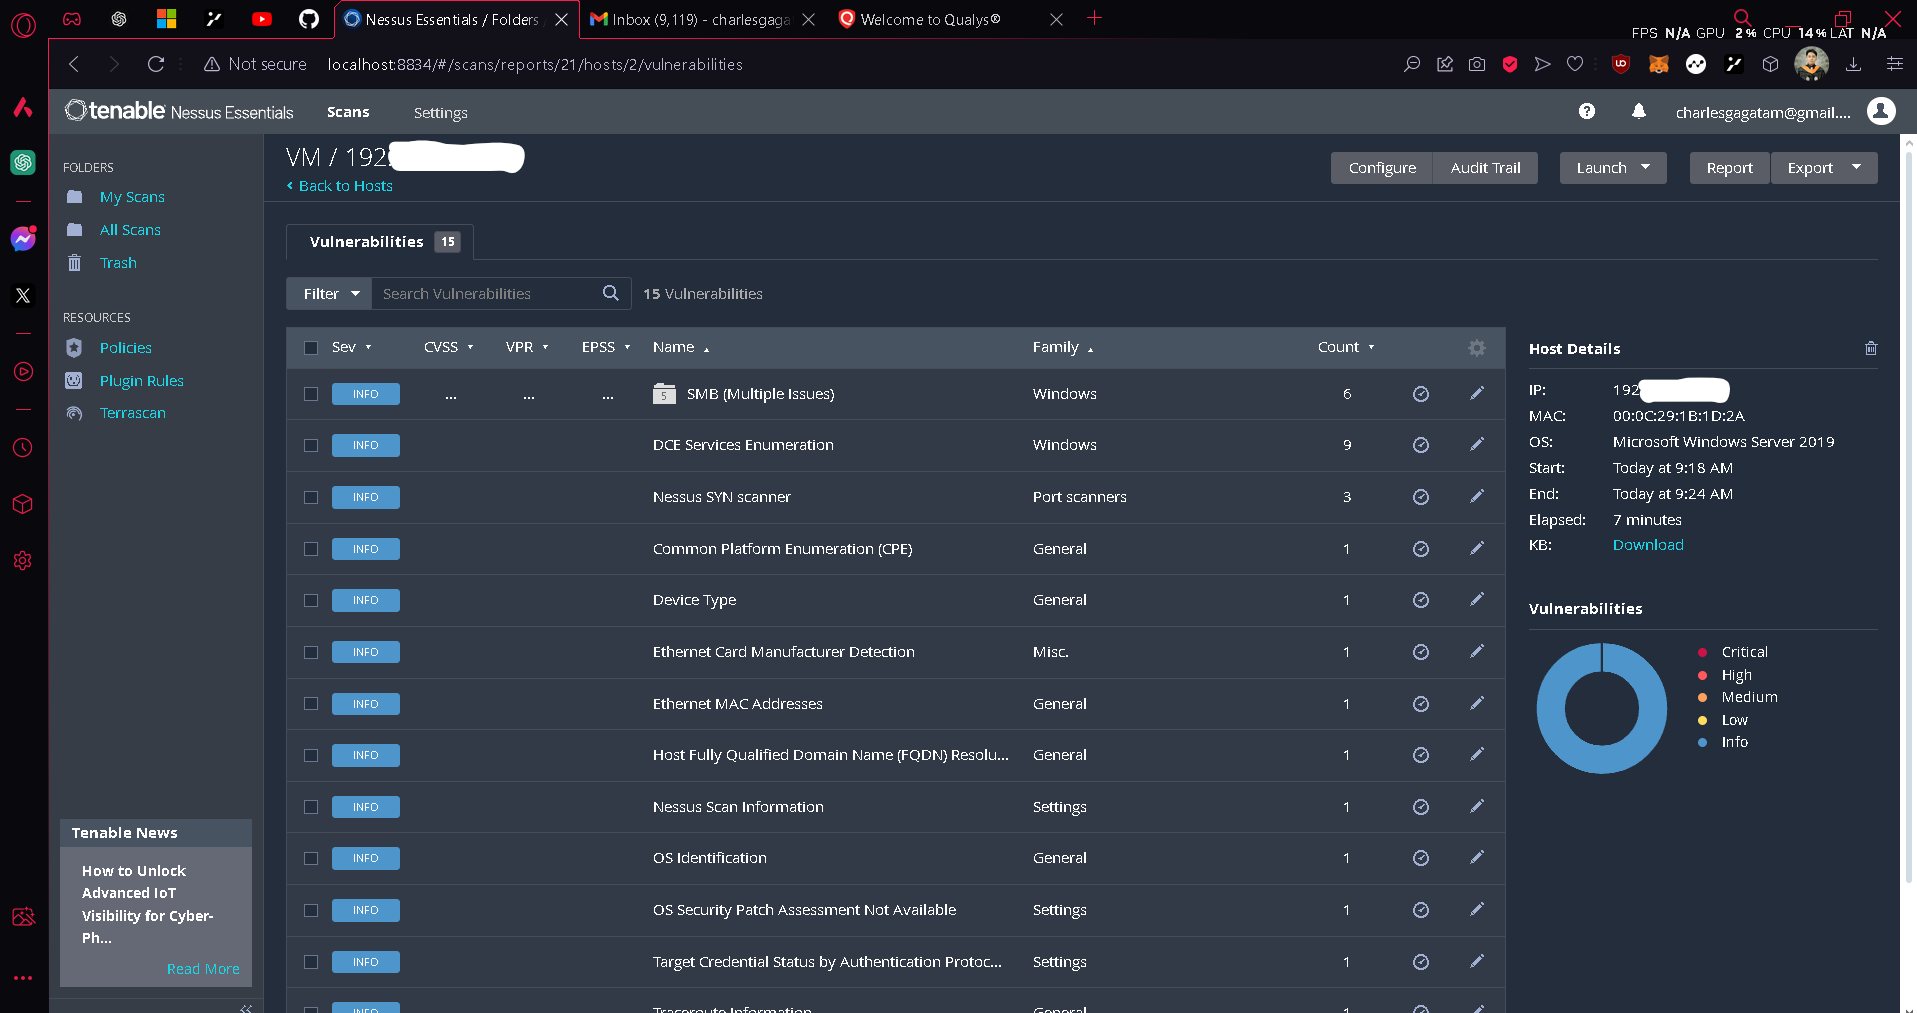 Nessus Essentials / Folders /
Inbox (9,119) - charlesgaga
Welcome to Qualys®
FPS N/A GPU 2% CPU 14% LAT N/A
Not secure
localhost:8834/#/scans/reports/21/hosts/2/vulnerabilities
tenable Nessus Essentials
Scans
Settings
charlesgagatam@gmail....
FOLDERS
My Scans
All Scans
Trash
RESOURCES
Policies
Plugin Rules
Terrascan
Tenable News
How to Unlock
Advanced IoT
Visibility for Cyber-
Ph...
Read More
VM / 192
Back to Hosts
Configure
Audit Trail
Launch
Report
Export
Vulnerabilities 15
Filter
Search Vulnerabilities
15 Vulnerabilities
Sev CVSS VPR EPSS Name Family Count
INFO ... ... ... 5 SMB (Multiple Issues) Windows 6
INFO DCE Services Enumeration Windows 9
INFO Nessus SYN scanner Port scanners 3
INFO Common Platform Enumeration (CPE) General 1
INFO Device Type General 1
INFO Ethernet Card Manufacturer Detection Misc. 1
INFO Ethernet MAC Addresses General 1
INFO Host Fully Qualified Domain Name (FQDN) Resolu... General 1
INFO Nessus Scan Information Settings 1
INFO OS Identification General 1
INFO OS Security Patch Assessment Not Available Settings 1
INFO Target Credential Status by Authentication Protoc... Settings 1
INFO Traceroute Information General 1
Host Details
IP: 192
MAC: 00:0C:29:1B:1D:2A
OS: Microsoft Windows Server 2019
Start: Today at 9:18 AM
End: Today at 9:24 AM
Elapsed: 7 minutes
KB: Download
Vulnerabilities
Critical
High
Medium
Low
Info